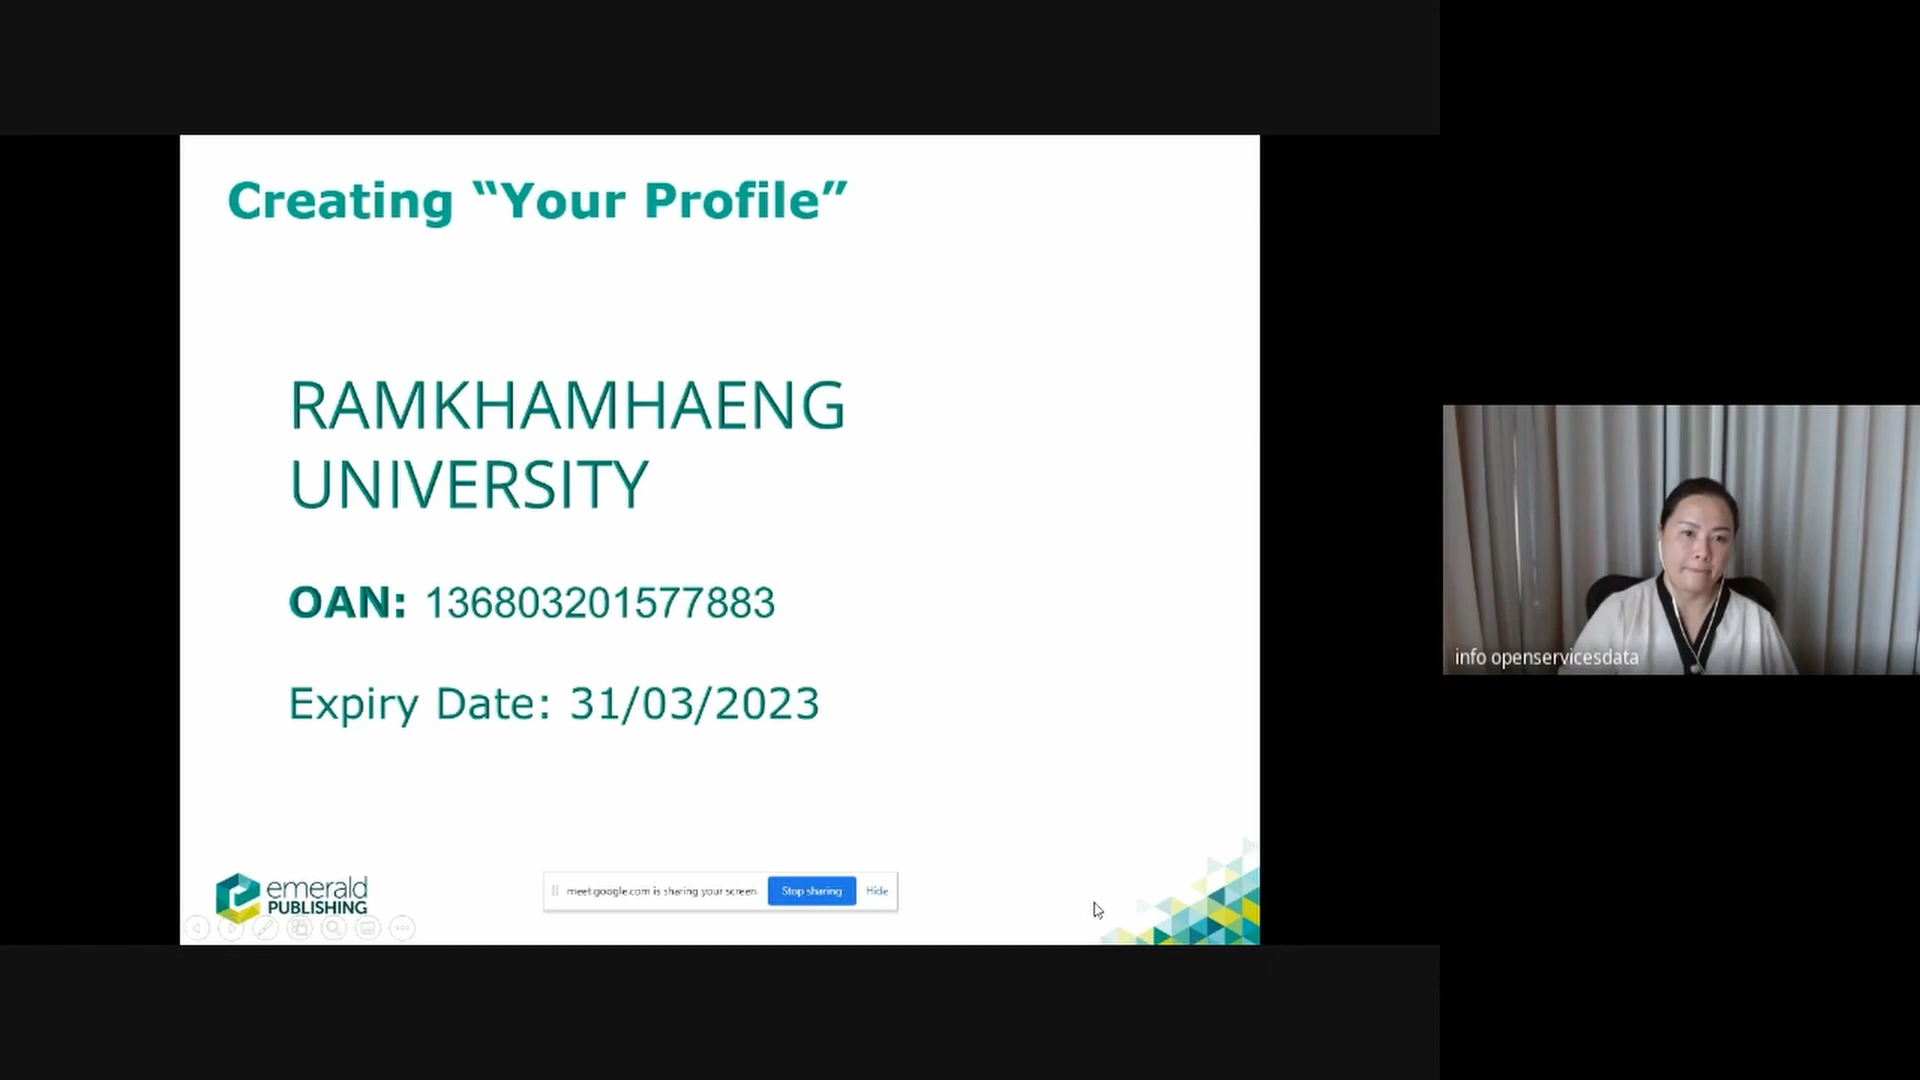 Creating “Your Profile”
RAMKHAMHAENG
UNIVERSITY
OAN: 136803201577883
Expiry Date: 31/03/2023
emerald
PUBLISHING
meet.google.com is sharing your screen.
Stop sharing
Hide
info openservicesdata